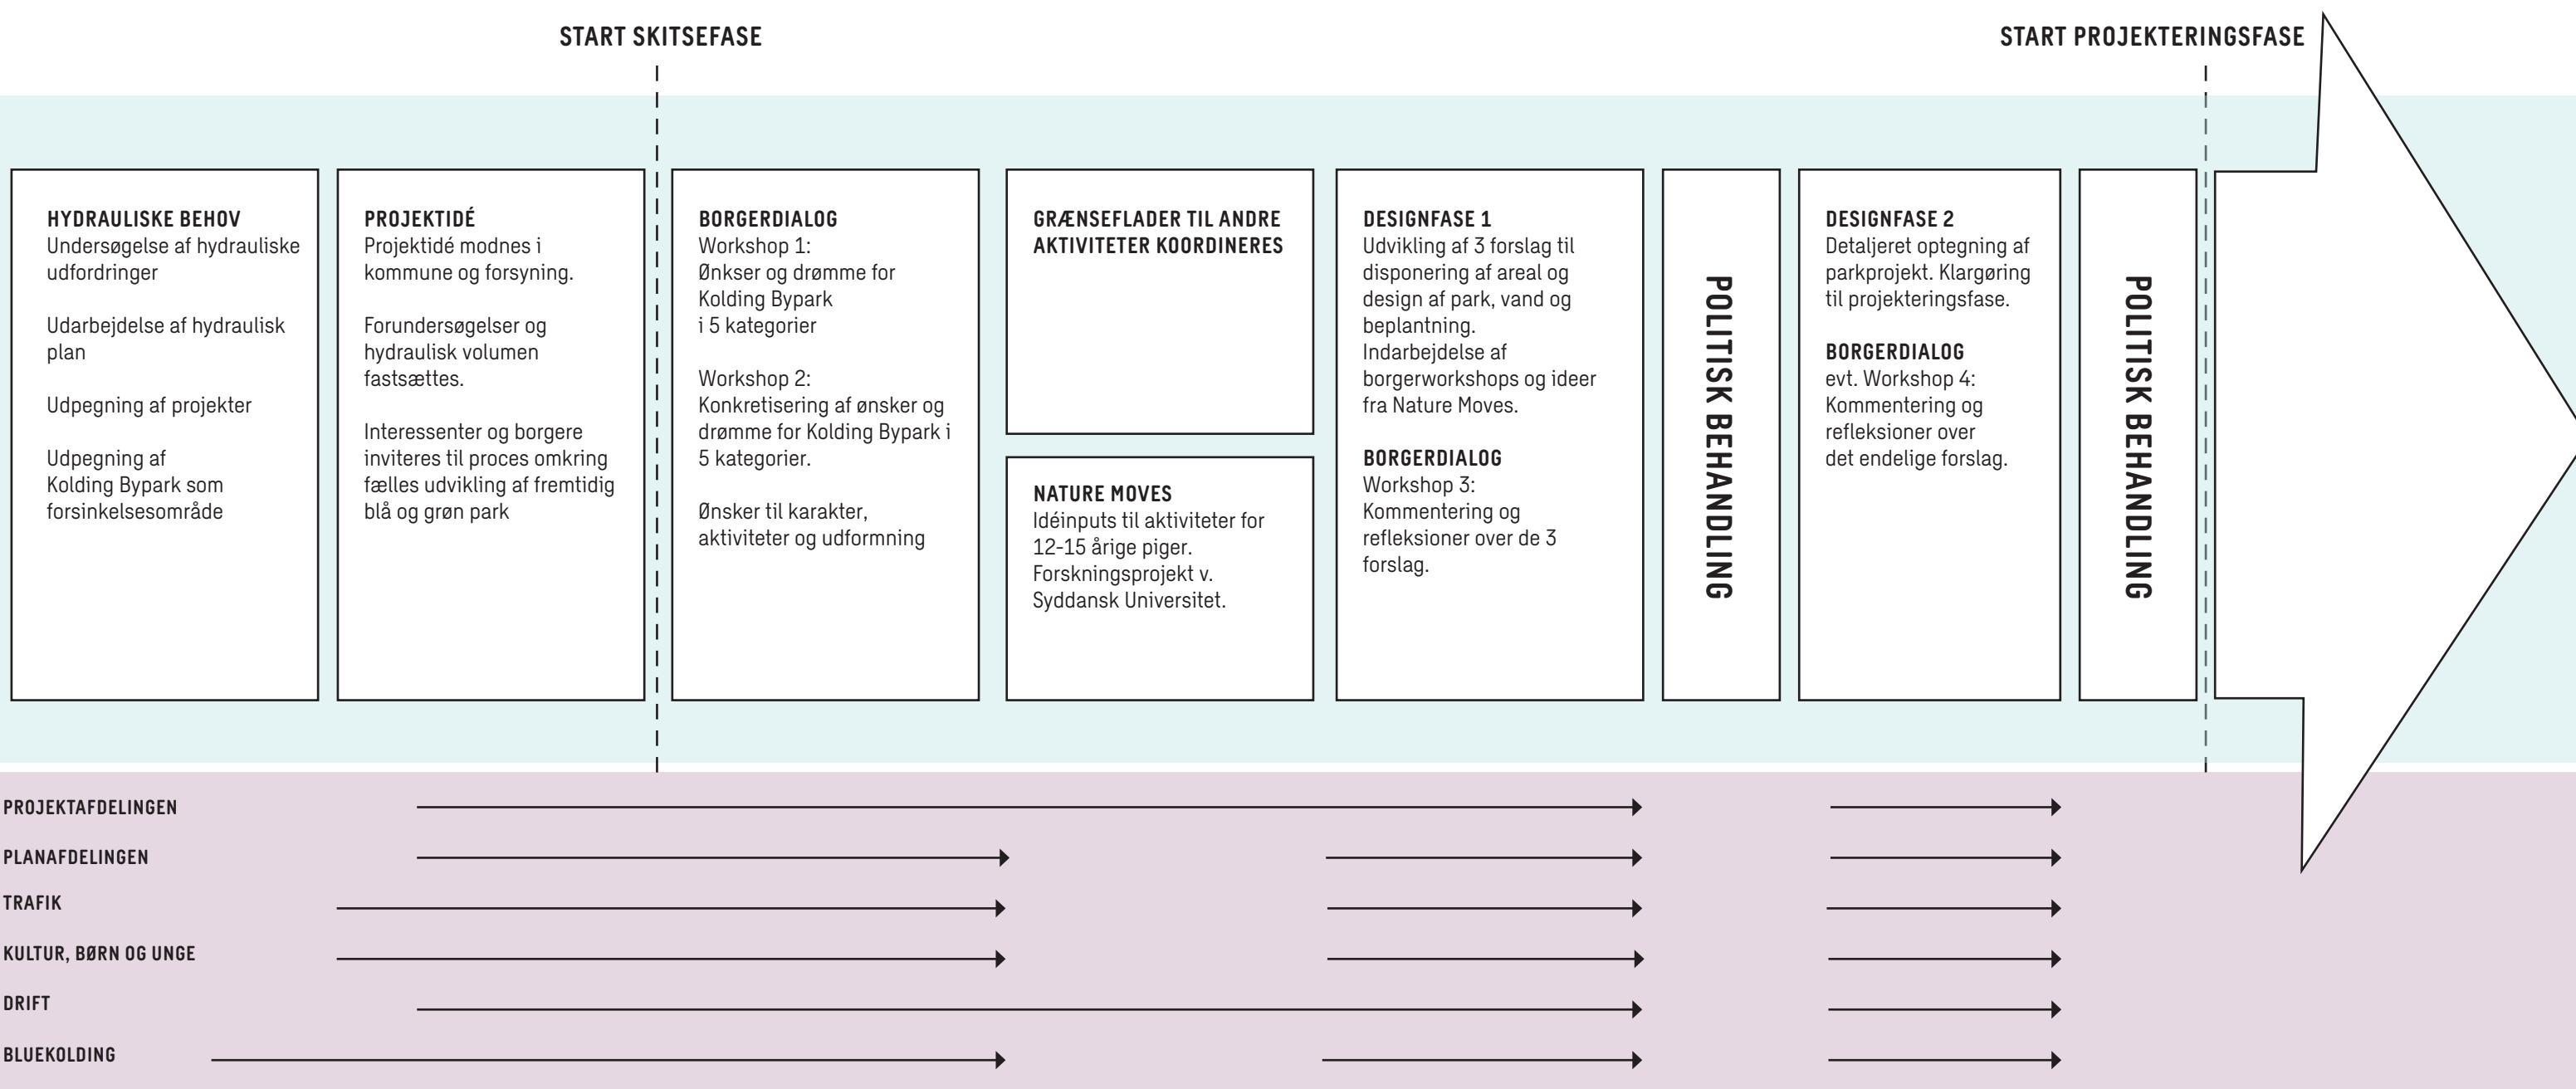 START SKITSEFASE
START PROJEKTERINGSFASE
HYDRAULISKE BEHOV
Undersøgelse af hydrauliske
udfordringer
Udarbejdelse af hydraulisk
plan
Udpegning af projekter
Udpegning af
Kolding Bypark som
forsinkelsesområde
PROJEKTIDÉ
Projektidé modnes i
kommune og forsyning.
Forundersøgelser og
hydraulisk volumen
fastsættes.
Interessenter og borgere
inviteres til proces omkring
fælles udvikling af fremtidig
blå og grøn park
BORGERDIALOG
Workshop 1:
Ønkser og drømme for
Kolding Bypark
i 5 kategorier
Workshop 2:
Konkretisering af ønsker og
drømme for Kolding Bypark i
5 kategorier.
Ønsker til karakter,
aktiviteter og udformning
GRÆNSEFLADER TIL ANDRE
AKTIVITETER KOORDINERES
NATURE MOVES
Idéinputs til aktiviteter for
12-15 årige piger.
Forskningsprojekt v.
Syddansk Universitet.
DESIGNFASE 1
Udvikling af 3 forslag til
disponering af areal og
design af park, vand og
beplantning.
Indarbejdelse af
borgerworkshops og ideer
fra Nature Moves.
BORGERDIALOG
Workshop 3:
Kommentering og
refleksioner over de 3
forslag.
POLITISK BEHANDLING
DESIGNFASE 2
Detaljeret optegning af
parkprojekt. Klargøring
til projekteringsfase.
BORGERDIALOG
evt. Workshop 4:
Kommentering og
refleksioner over
det endelige forslag.
POLITISK BEHANDLING
PROJEKTAFDELINGEN
PLANAFDELINGEN
TRAFIK
KULTUR, BØRN OG UNGE
DRIFT
BLUEKOLDING